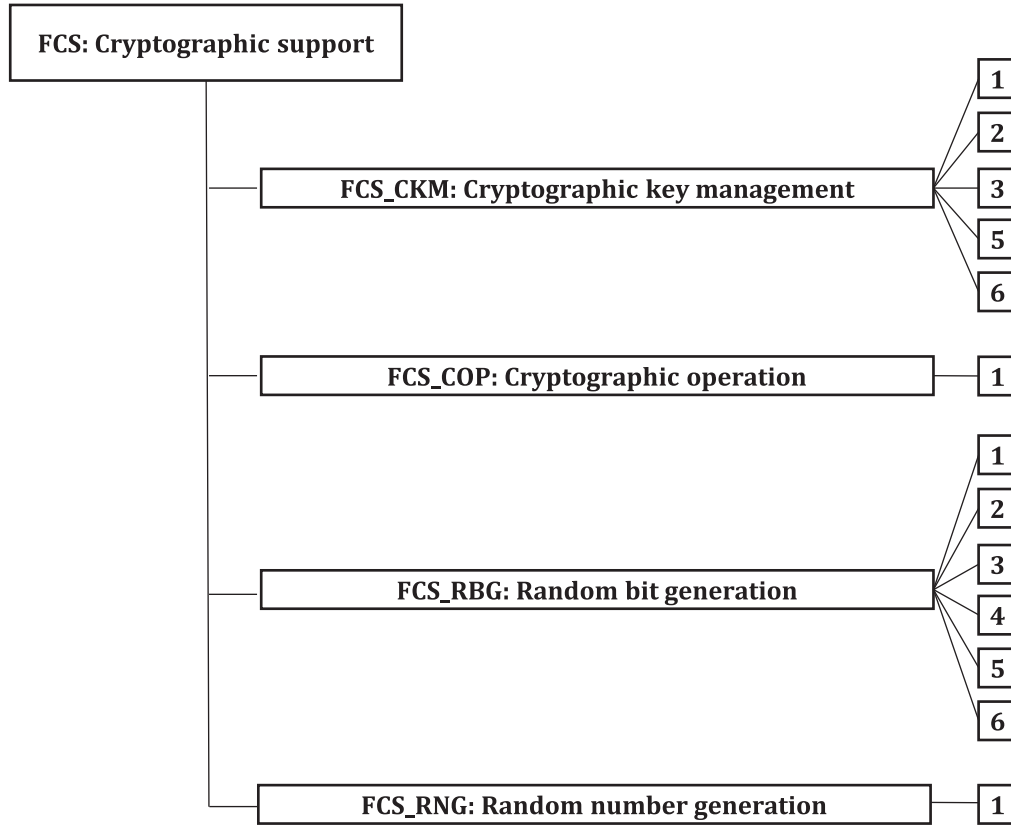 FCS: Cryptographic support
FCS_CKM: Cryptographic key management
1
2
3
5
6
FCS_COP: Cryptographic operation
1
FCS_RBG: Random bit generation
1
2
3
4
5
6
FCS_RNG: Random number generation
1